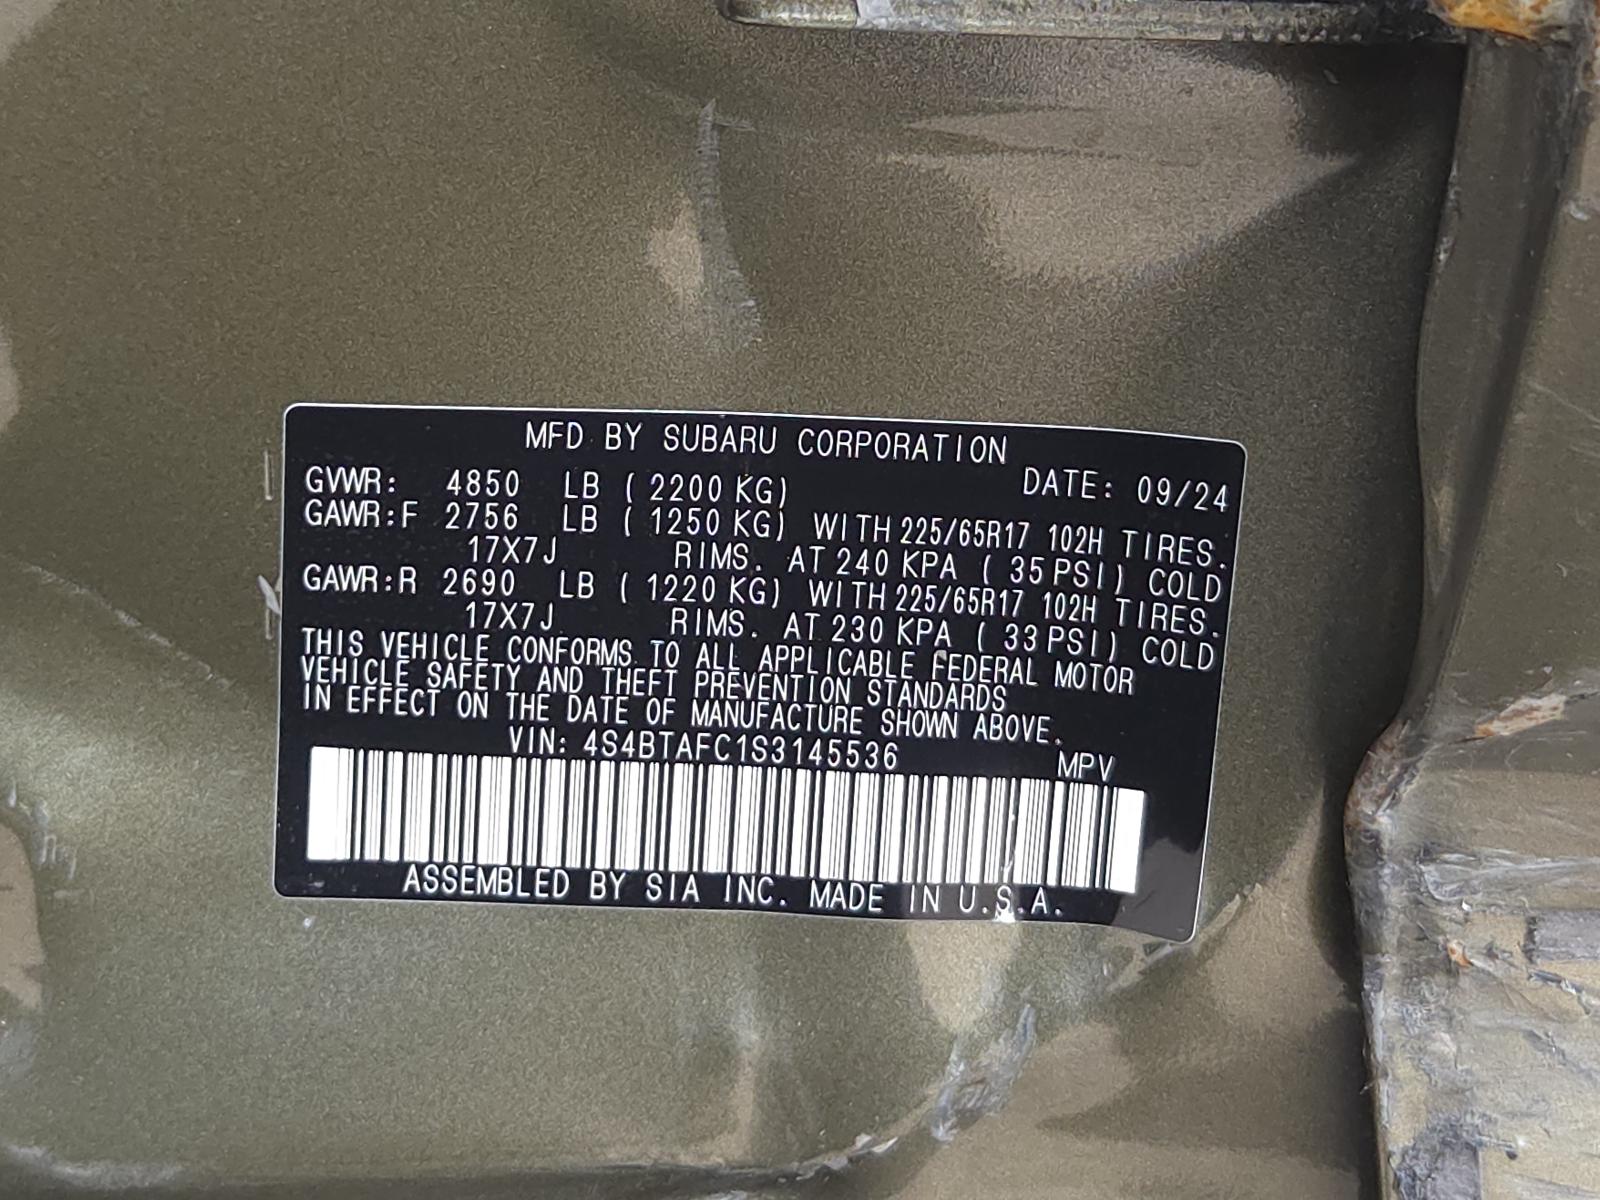 MFD BY SUBARU CORPORATION
GVWR: 4850 LB ( 2200 KG) DATE: 09/24
GAWR:F 2756 LB ( 1250 KG) WITH 225/65R17 102H TIRES.
17X7J RIMS. AT 240 KPA ( 35 PSI) COLD
GAWR:R 2690 LB ( 1220 KG) WITH 225/65R17 102H TIRES.
17X7J RIMS. AT 230 KPA ( 33 PSI) COLD
THIS VEHICLE CONFORMS TO ALL APPLICABLE FEDERAL MOTOR
VEHICLE SAFETY AND THEFT PREVENTION STANDARDS
IN EFFECT ON THE DATE OF MANUFACTURE SHOWN ABOVE.
VIN: 4S4BTAFC1S3145536 MPV
ASSEMBLED BY SIA INC. MADE IN U.S.A.